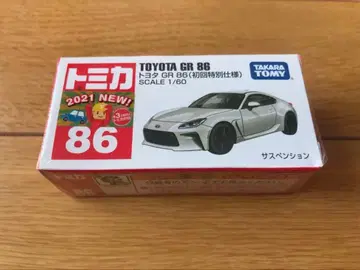 トミカ
2021 NEW!
86
TOYOTA GR 86
トヨタ GR 86(初回特別仕様)
SCALE 1/60
TAKARA
TOMY
サスペンション